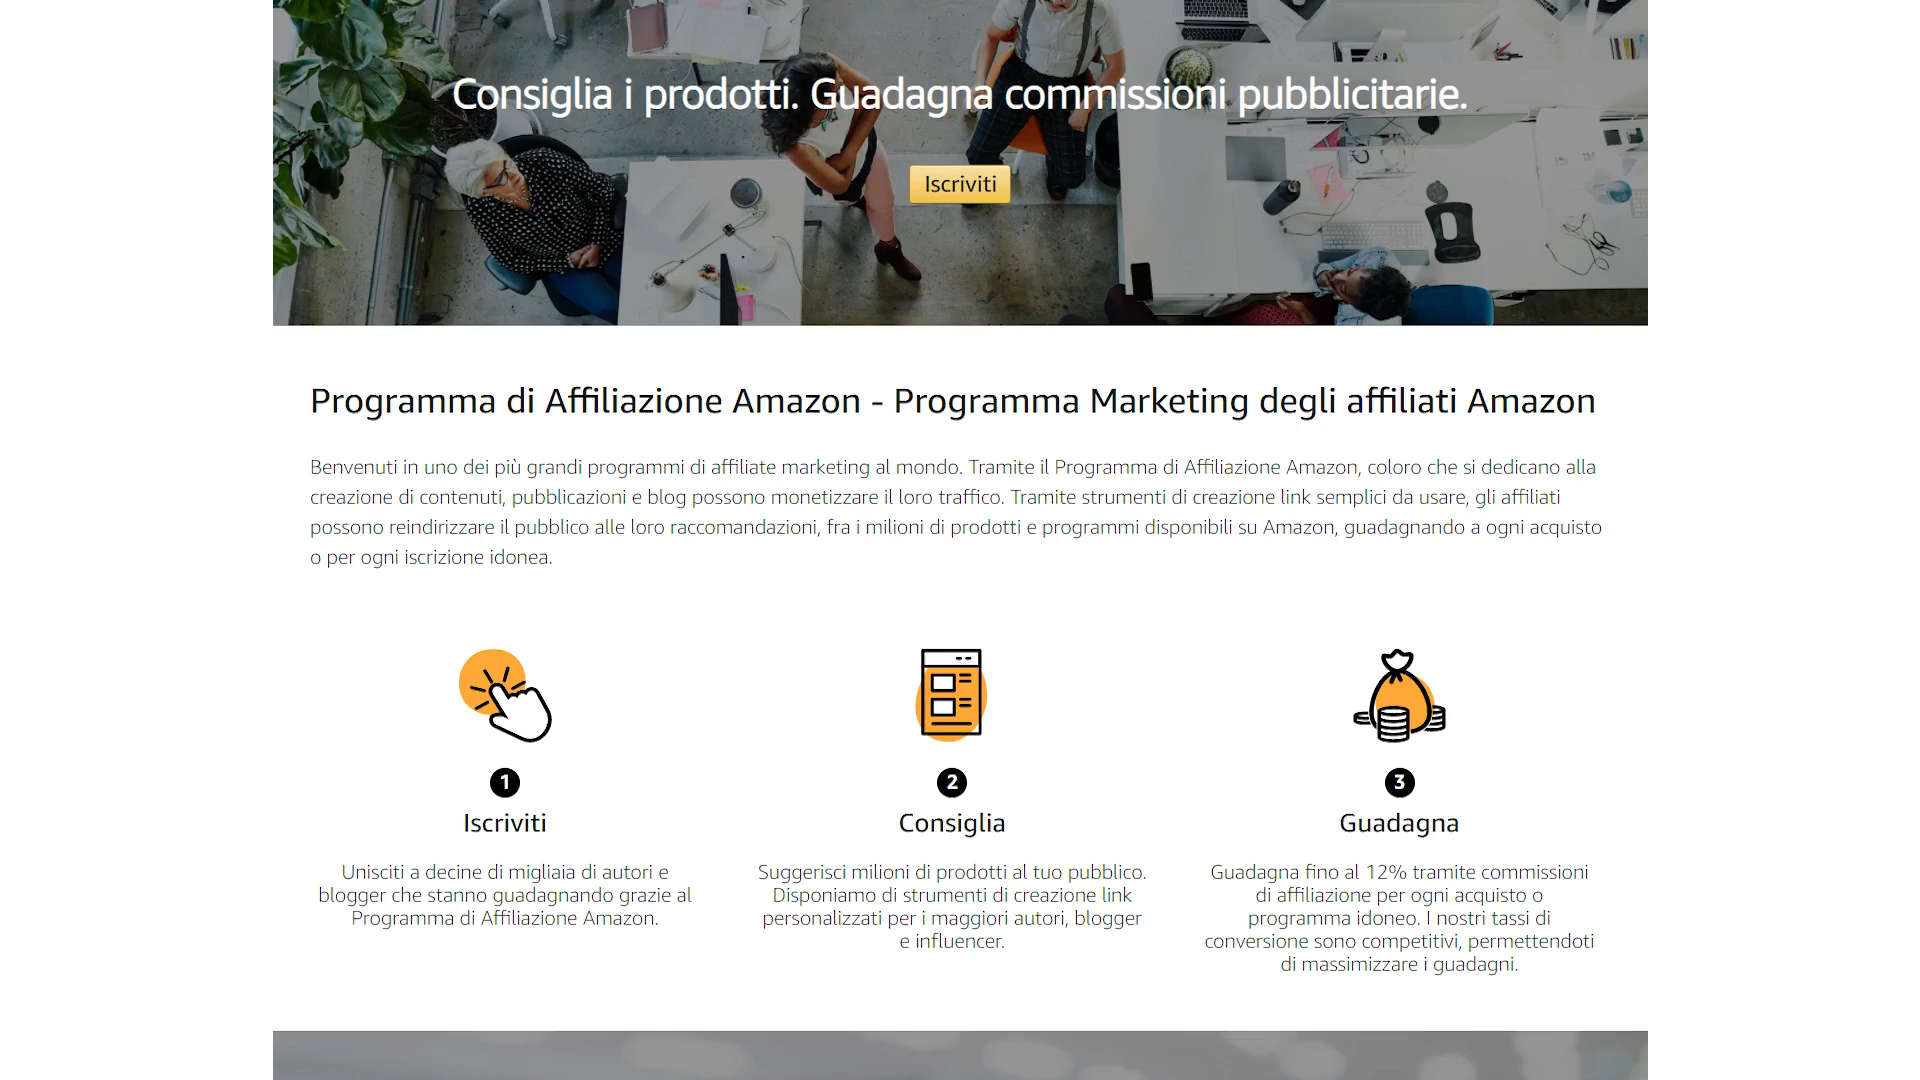 Consiglia i prodotti. Guadagna commissioni pubblicitarie.
Iscriviti
Programma di Affiliazione Amazon - Programma Marketing degli affiliati Amazon
Benvenuti in uno dei più grandi programmi di affiliate marketing al mondo. Tramite il Programma di Affiliazione Amazon, coloro che si dedicano alla
creazione di contenuti, pubblicazioni e blog possono monetizzare il loro traffico. Tramite strumenti di creazione link semplici da usare, gli affiliati
possono reindirizzare il pubblico alle loro raccomandazioni, fra i milioni di prodotti e programmi disponibili su Amazon, guadagnando a ogni acquisto
o per ogni iscrizione idonea.
1
Iscriviti
Unisciti a decine di migliaia di autori e
blogger che stanno guadagnando grazie al
Programma di Affiliazione Amazon.
2
Consiglia
Suggerisci milioni di prodotti al tuo pubblico.
Disponiamo di strumenti di creazione link
personalizzati per i maggiori autori, blogger
e influencer.
3
Guadagna
Guadagna fino al 12% tramite commissioni
di affiliazione per ogni acquisto o
programma idoneo. I nostri tassi di
conversione sono competitivi, permettendoti
di massimizzare i guadagni.